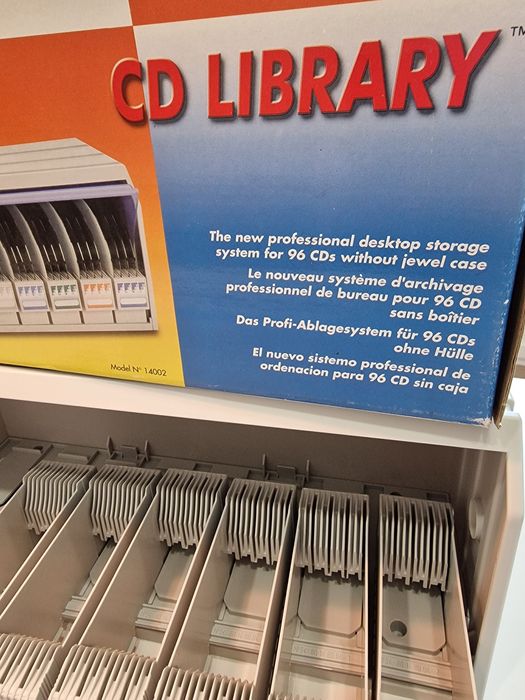 CD LIBRARY™
The new professional desktop storage
system for 96 CDs without jewel case
Le nouveau système d'archivage
professionnel de bureau pour 96 CD
sans boîtier
Das Profi-Ablagesystem für 96 CDs
ohne Hülle
El nuevo sistemo professional de
ordenacion para 96 CD sin caja
Model N° 14002